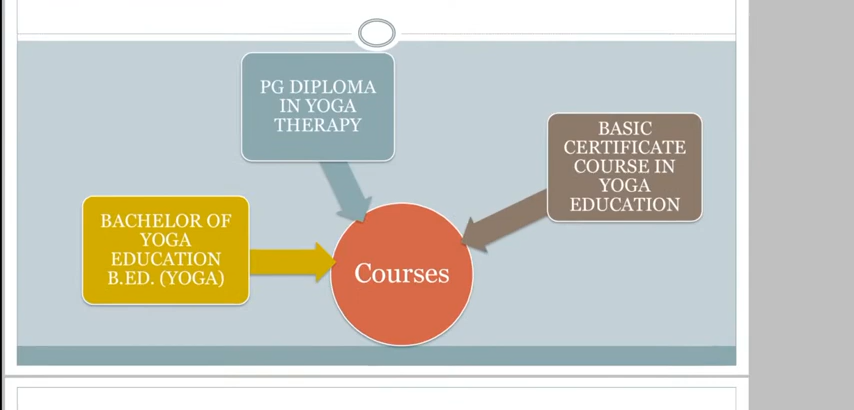 PG DIPLOMA
IN YOGA
THERAPY
BASIC
CERTIFICATE
COURSE IN
YOGA
EDUCATION
BACHELOR OF
YOGA
EDUCATION
B.ED. (YOGA)
Courses